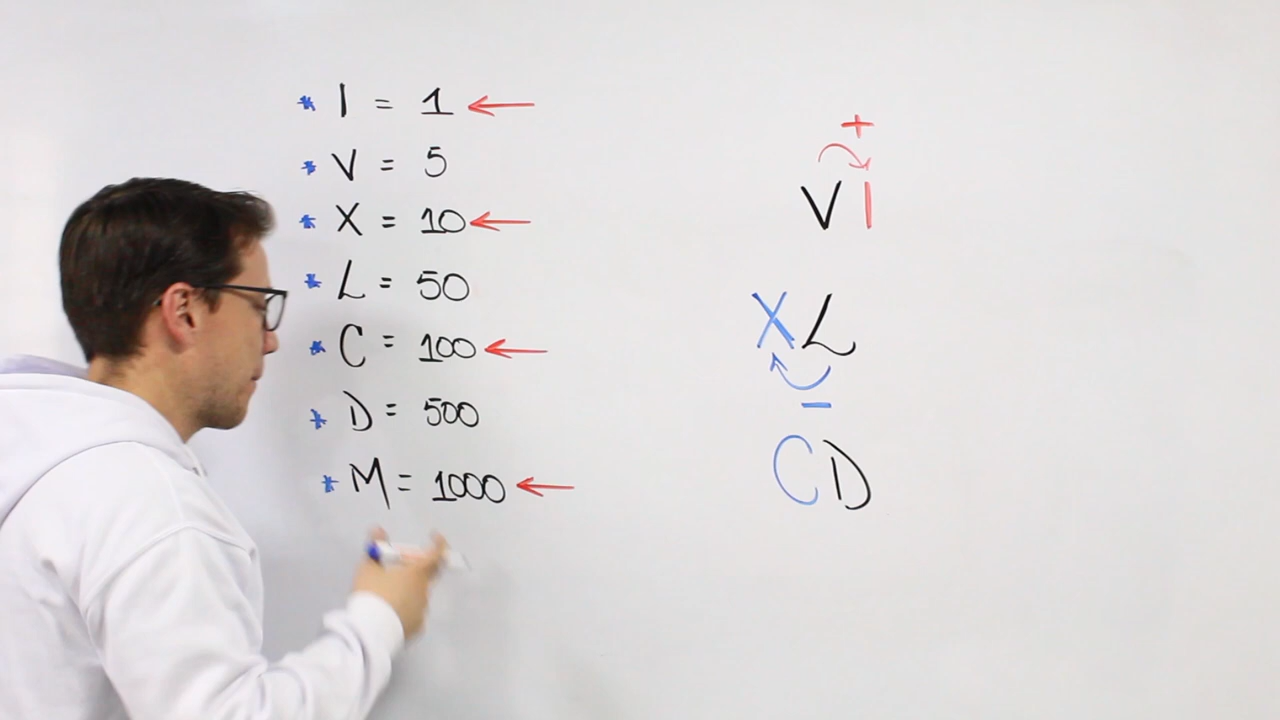 * I = 1 ←
* V = 5
* X = 10 ←
* L = 50
* C = 100 ←
* D = 500
* M = 1000 ←
+
VI
XL
−
CD